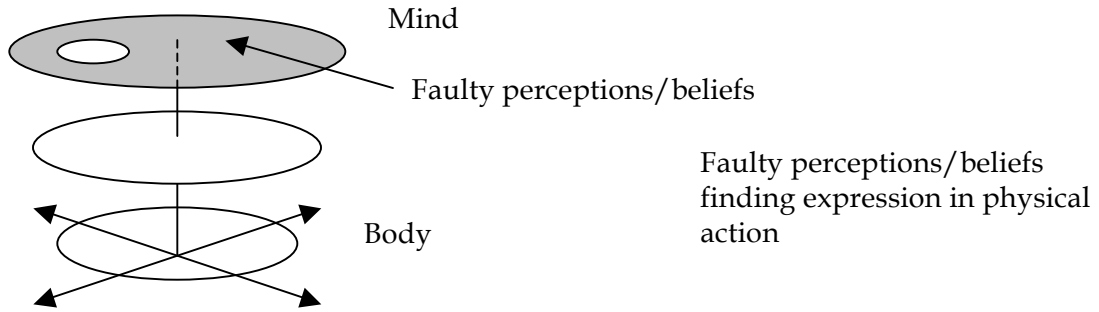 Mind
Faulty perceptions/beliefs
Faulty perceptions/beliefs
finding expression in physical
action
Body